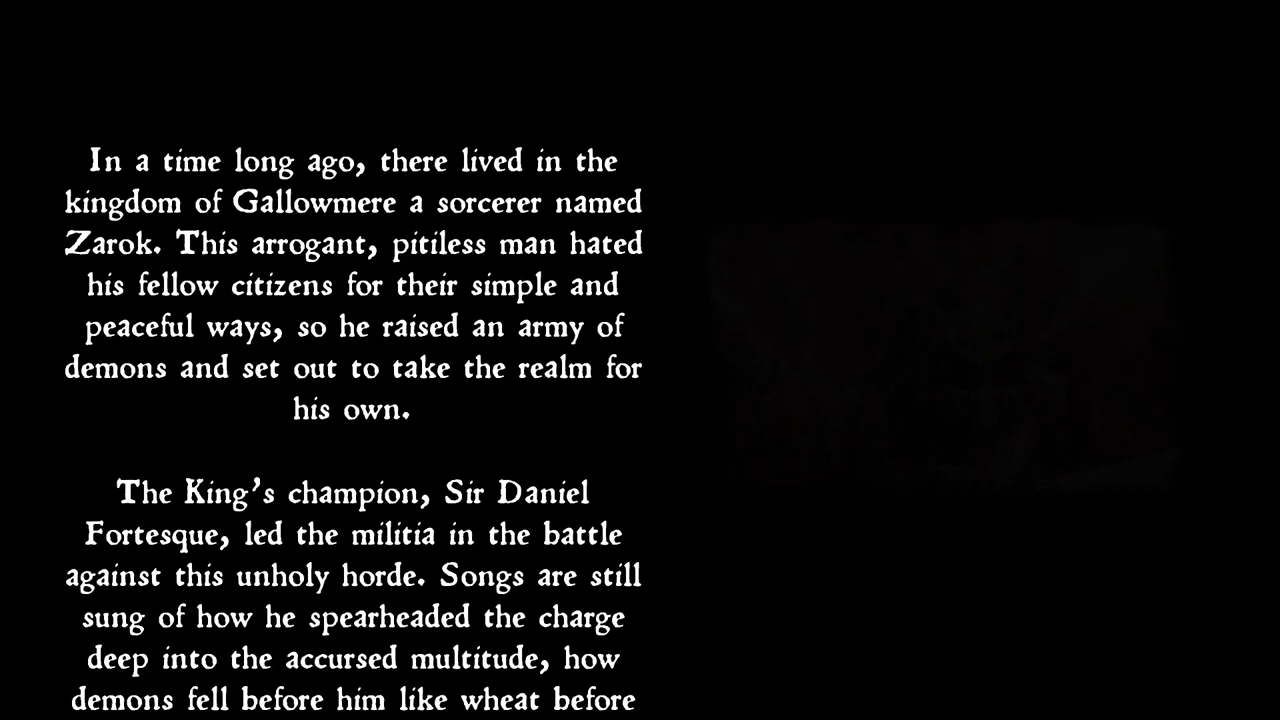 In a time long ago, there lived in the
kingdom of Gallowmere a sorcerer named
Zarok. This arrogant, pitiless man hated
his fellow citizens for their simple and
peaceful ways, so he raised an army of
demons and set out to take the realm for
his own.
The King's champion, Sir Daniel
Fortesque, led the militia in the battle
against this unholy horde. Songs are still
sung of how he spearheaded the charge
deep into the accursed multitude, how
demons fell before him like wheat before